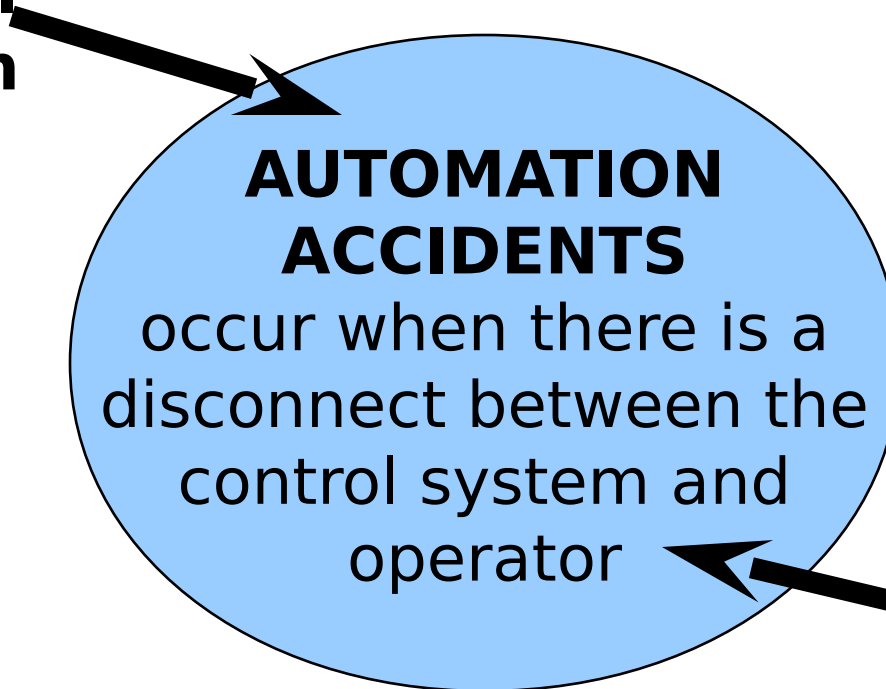 AUTOMATION
ACCIDENTS
occur when there is a
disconnect between the
control system and
operator